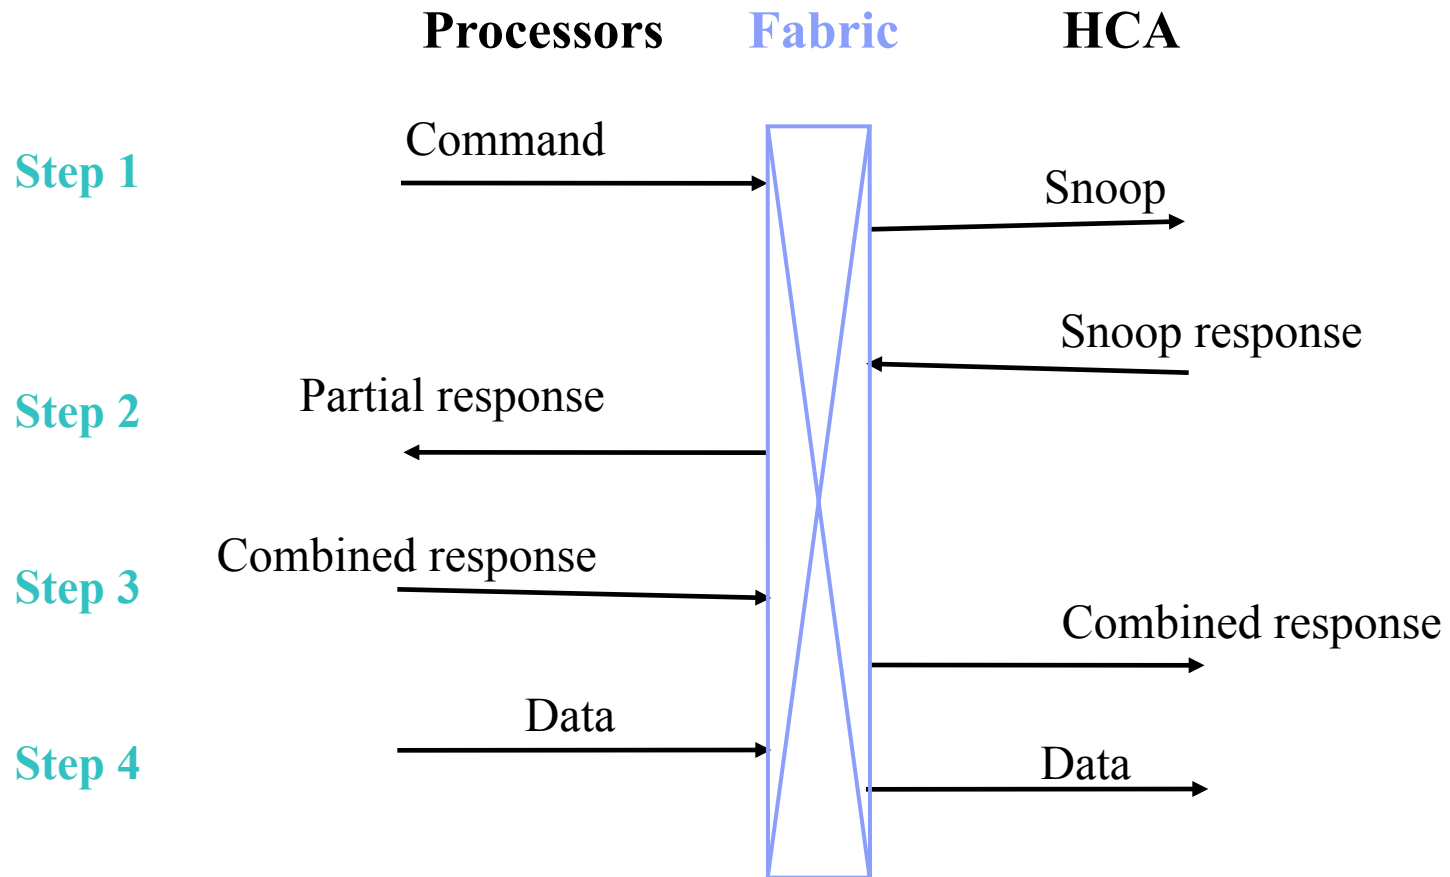 Processors
Fabric
HCA
Step 1
Command
Snoop
Step 2
Snoop response
Partial response
Step 3
Combined response
Combined response
Step 4
Data
Data